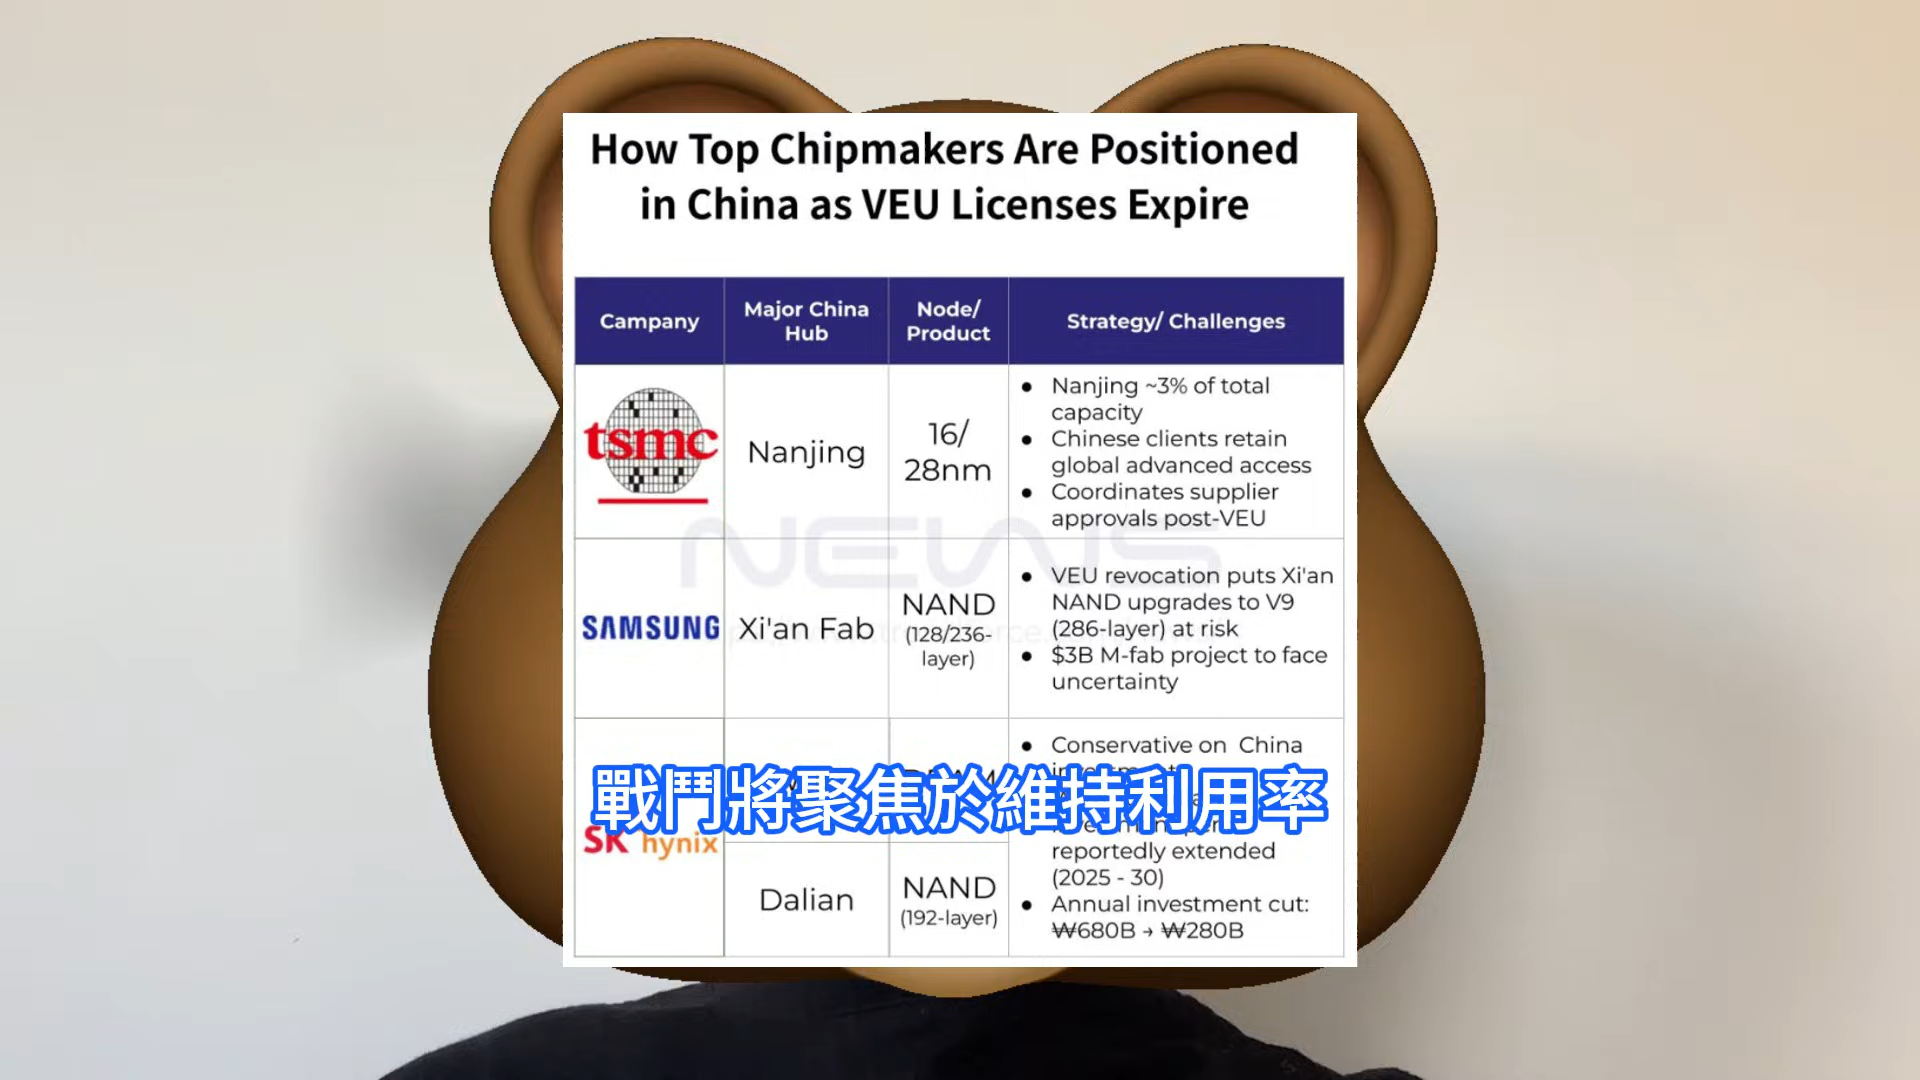 How Top Chipmakers Are Positioned
in China as VEU Licenses Expire
Campany
Major China
Hub
Node/
Product
Strategy/ Challenges
tsmc
Nanjing
16/
28nm
● Nanjing ~3% of total
capacity
● Chinese clients retain
global advanced access
● Coordinates supplier
approvals post-VEU
NEWS
SAMSUNG
Xi'an Fab
NAND
(128/236-
layer)
● VEU revocation puts Xi'an
NAND upgrades to V9
(286-layer) at risk
● $3B M-fab project to face
uncertainty
SK hynix
● Conservative on China
戰鬥將聚焦於維持利用率
reportedly extended
(2025 - 30)
Dalian
NAND
(192-layer)
● Annual investment cut:
₩680B → ₩280B